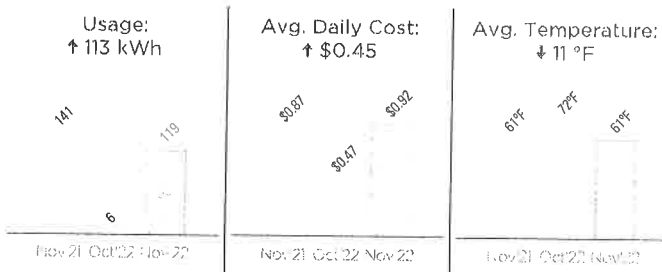 Usage:
↑ 113 kWh
141
6
119
Nov 21 Oct 22 Nov 22
Avg. Daily Cost:
↑ $0.45
$0.87
$0.47
$0.92
Nov 21 Oct 22 Nov 22
Avg. Temperature:
↓ 11 °F
61°F
72°F
61°F
Nov 21 Oct 22 Nov 22